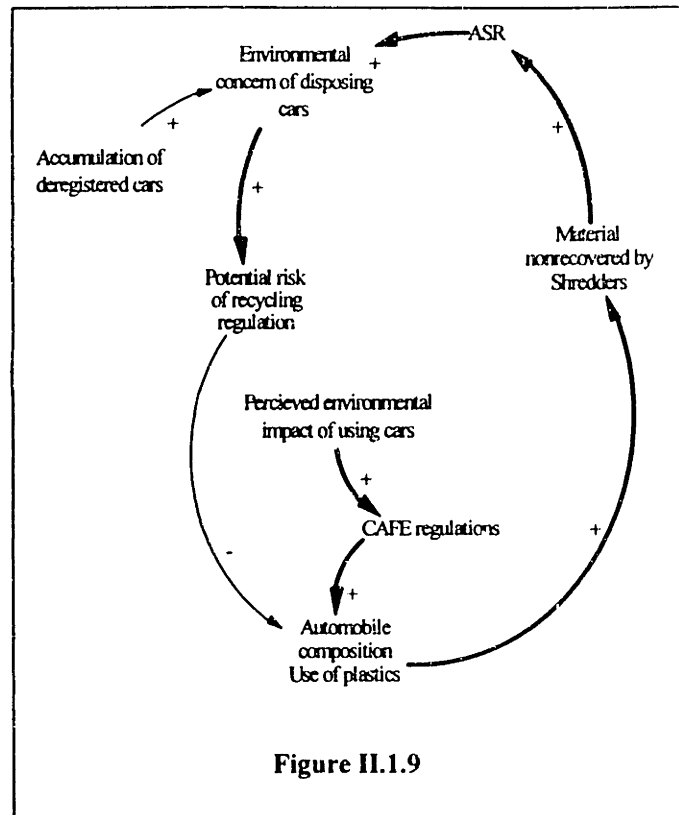 ASR
+
Environmental
concern of disposing
cars
+
Accumulation of
deregistered cars
+
+
Material
nonrecovered by
Shredders
Potential risk
of recycling
regulation
Percieved environmental
impact of using cars
+
CAFE regulations
+
-
+
Automobile
composition
Use of plastics
Figure II.1.9